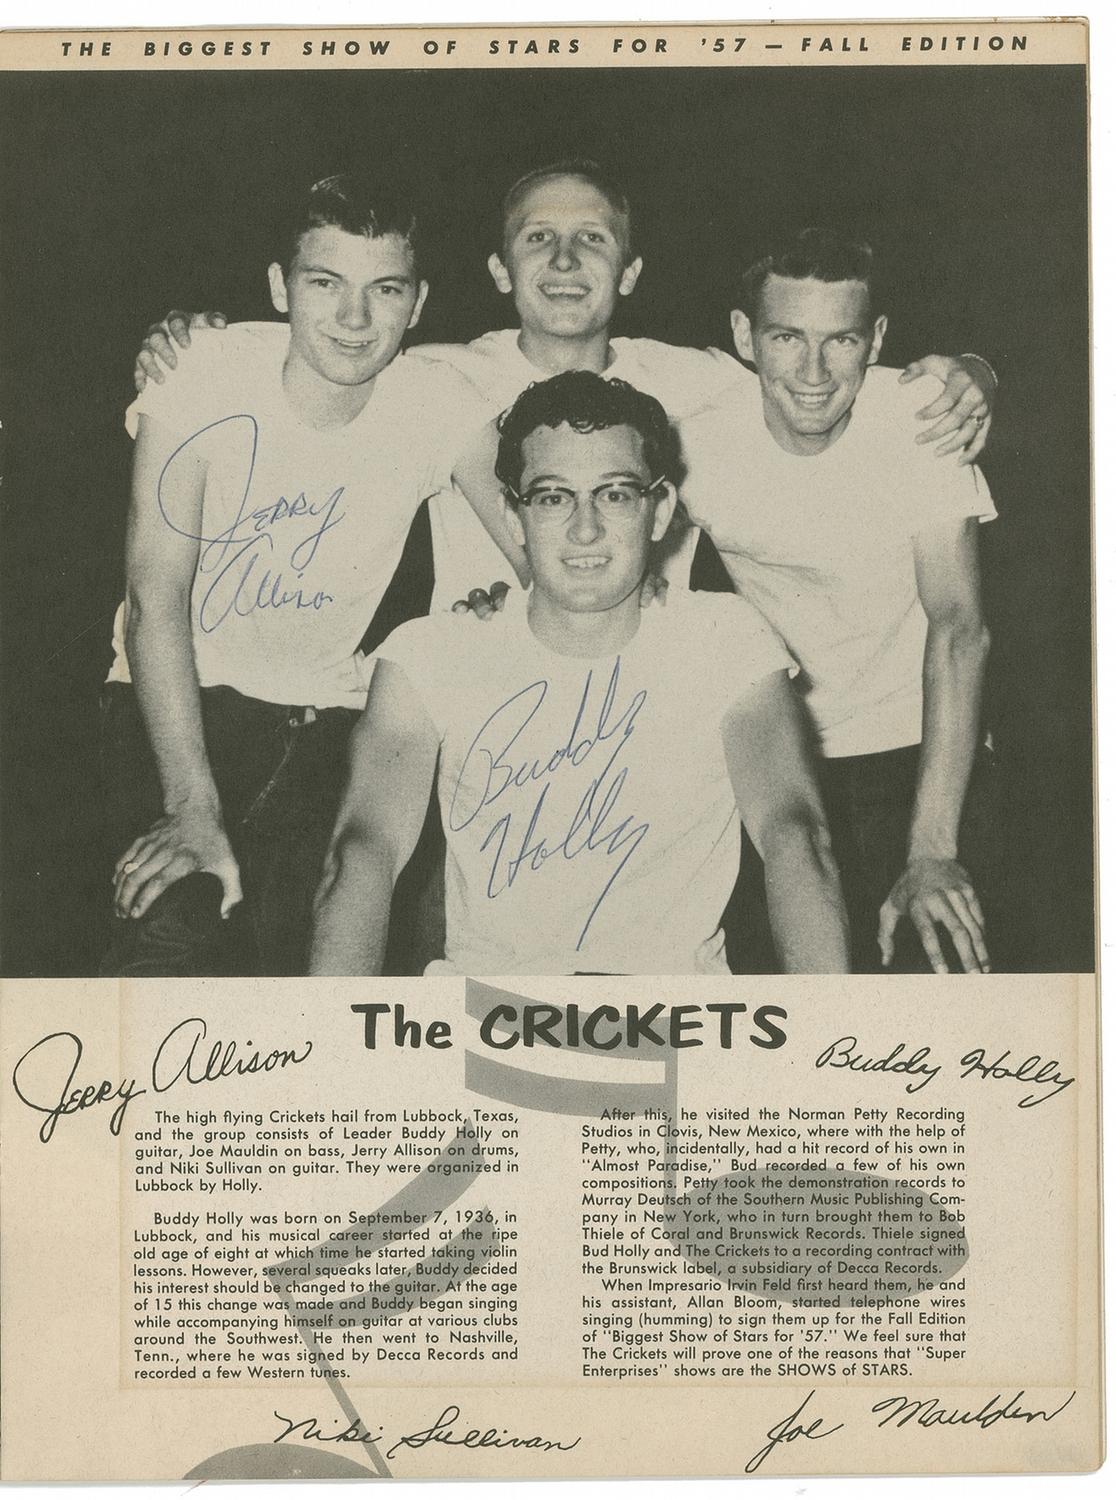 THE BIGGEST SHOW OF STARS FOR '57 — FALL EDITION
Jerry
Allison
Buddy
Holly
The CRICKETS
Jerry Allison
Buddy Holly
The high flying Crickets hail from Lubbock, Texas,
and the group consists of Leader Buddy Holly on
guitar, Joe Mauldin on bass, Jerry Allison on drums,
and Niki Sullivan on guitar. They were organized in
Lubbock by Holly.
Buddy Holly was born on September 7, 1936, in
Lubbock, and his musical career started at the ripe
old age of eight at which time he started taking violin
lessons. However, several squeaks later, Buddy decided
his interest should be changed to the guitar. At the age
of 15 this change was made and Buddy began singing
while accompanying himself on guitar at various clubs
around the Southwest. He then went to Nashville,
Tenn., where he was signed by Decca Records and
recorded a few Western tunes.
After this, he visited the Norman Petty Recording
Studios in Clovis, New Mexico, where with the help of
Petty, who, incidentally, had a hit record of his own in
"Almost Paradise," Bud recorded a few of his own
compositions. Petty took the demonstration records to
Murray Deutsch of the Southern Music Publishing Com-
pany in New York, who in turn brought them to Bob
Thiele of Coral and Brunswick Records. Thiele signed
Bud Holly and The Crickets to a recording contract with
the Brunswick label, a subsidiary of Decca Records.
When Impresario Irvin Feld first heard them, he and
his assistant, Allan Bloom, started telephone wires
singing (humming) to sign them up for the Fall Edition
of "Biggest Show of Stars for '57." We feel sure that
The Crickets will prove one of the reasons that "Super
Enterprises" shows are the SHOWS of STARS.
Niki Sullivan
Joe Mauldin